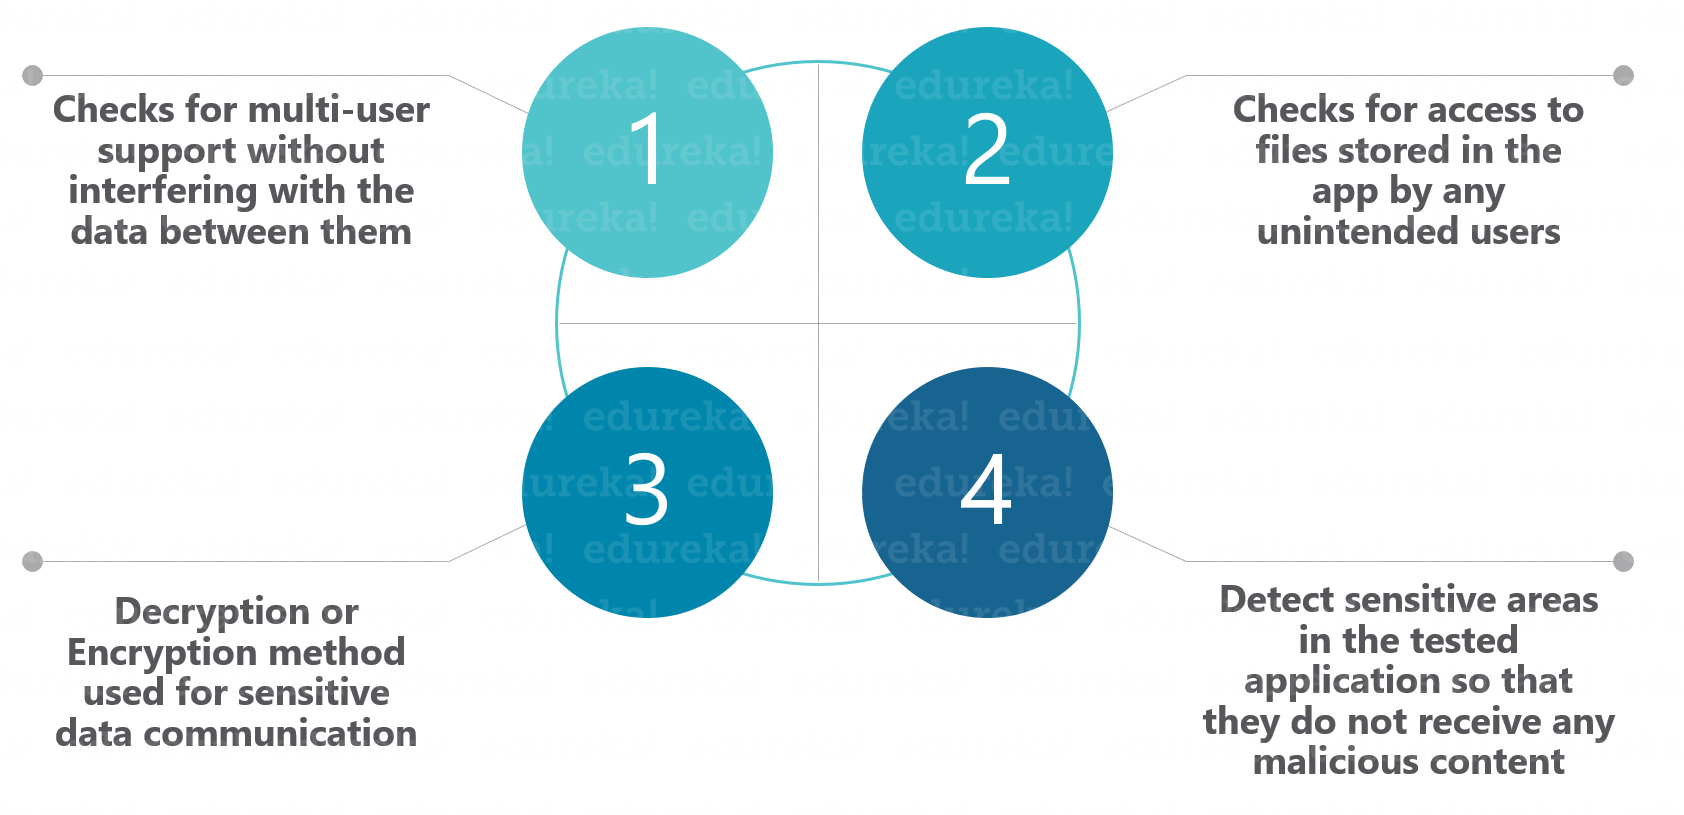 1
Checks for multi-user
support without
interfering with the
data between them
2
Checks for access to
files stored in the
app by any
unintended users
3
Decryption or
Encryption method
used for sensitive
data communication
4
Detect sensitive areas
in the tested
application so that
they do not receive any
malicious content
edureka!